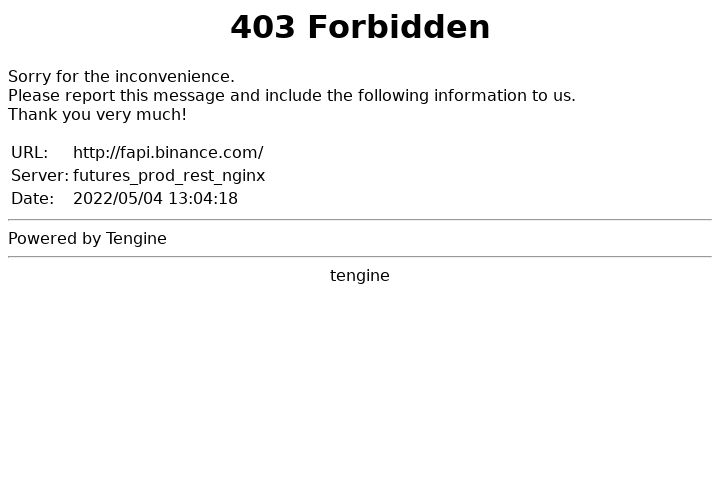 403 Forbidden
Sorry for the inconvenience.
Please report this message and include the following information to us.
Thank you very much!
URL: http://fapi.binance.com/
Server: futures_prod_rest_nginx
Date: 2022/05/04 13:04:18
Powered by Tengine
tengine